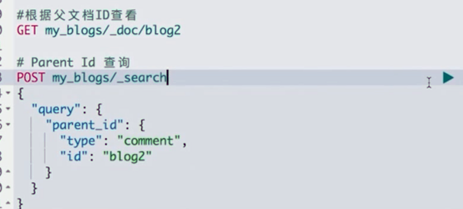 #根据父文档ID查看
GET my_blogs/_doc/blog2
# Parent Id 查询
POST my_blogs/_search
{
"query": {
"parent_id": {
"type": "comment",
"id": "blog2"
}
}
}